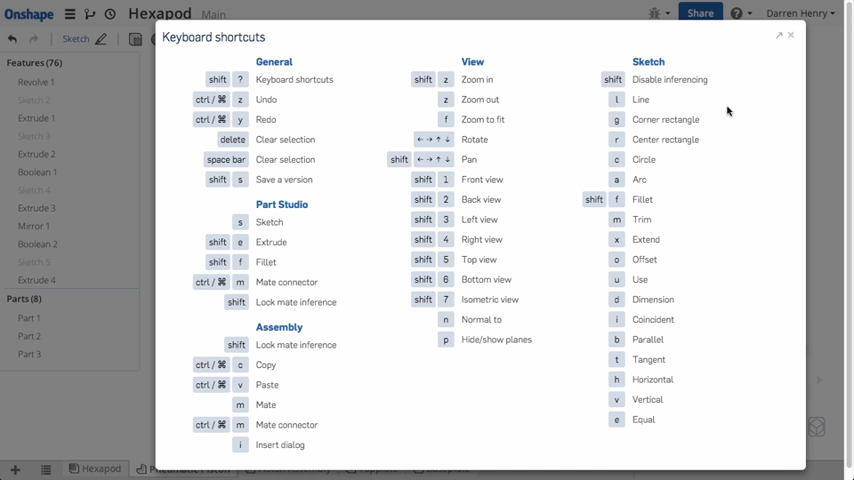 Onshape
Hexapod Main
Share
Darren Henry
Sketch
Features (76)
Revolve 1
Sketch 2
Extrude 1
Sketch 3
Extrude 2
Boolean 1
Sketch 4
Extrude 3
Mirror 1
Boolean 2
Sketch 5
Extrude 4
Parts (8)
Part 1
Part 2
Part 3
Keyboard shortcuts
General
shift ? Keyboard shortcuts
ctrl / ⌘ z Undo
ctrl / ⌘ y Redo
delete Clear selection
space bar Clear selection
shift s Save a version
Part Studio
s Sketch
shift e Extrude
shift f Fillet
ctrl / ⌘ m Mate connector
shift Lock mate inference
Assembly
shift Lock mate inference
ctrl / ⌘ c Copy
ctrl / ⌘ v Paste
m Mate
ctrl / ⌘ m Mate connector
i Insert dialog
View
shift z Zoom in
z Zoom out
f Zoom to fit
← → ↑ ↓ Rotate
shift ← → ↑ ↓ Pan
shift 1 Front view
shift 2 Back view
shift 3 Left view
shift 4 Right view
shift 5 Top view
shift 6 Bottom view
shift 7 Isometric view
n Normal to
p Hide/show planes
Sketch
shift Disable inferencing
l Line
g Corner rectangle
r Center rectangle
c Circle
a Arc
shift f Fillet
m Trim
x Extend
o Offset
u Use
d Dimension
i Coincident
b Parallel
t Tangent
h Horizontal
v Vertical
e Equal
Hexapod